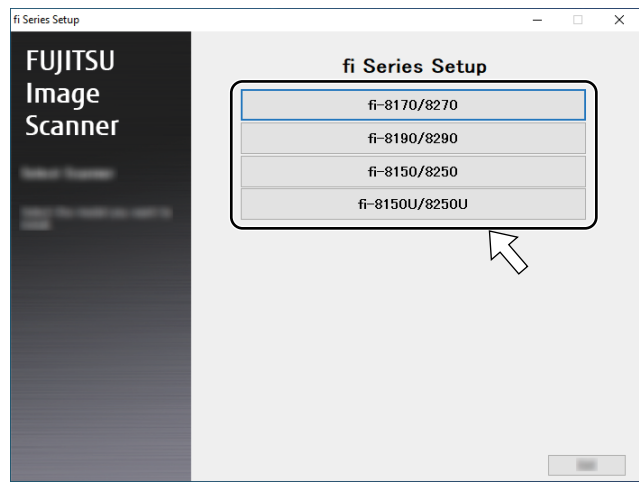 fi Series Setup
FUJITSU
Image
Scanner
fi Series Setup
fi-8170/8270
fi-8190/8290
fi-8150/8250
fi-8150U/8250U